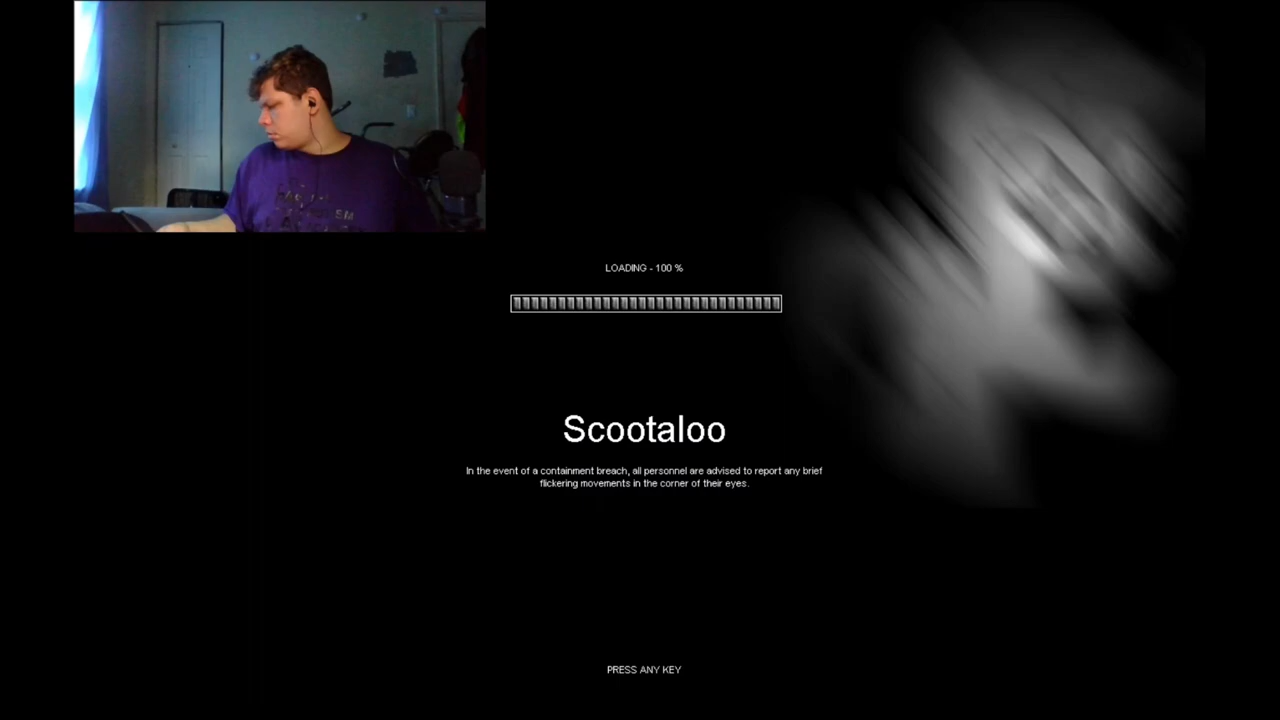 LOADING - 100 %
Scootaloo
In the event of a containment breach, all personnel are advised to report any brief
flickering movements in the corner of their eyes.
PRESS ANY KEY